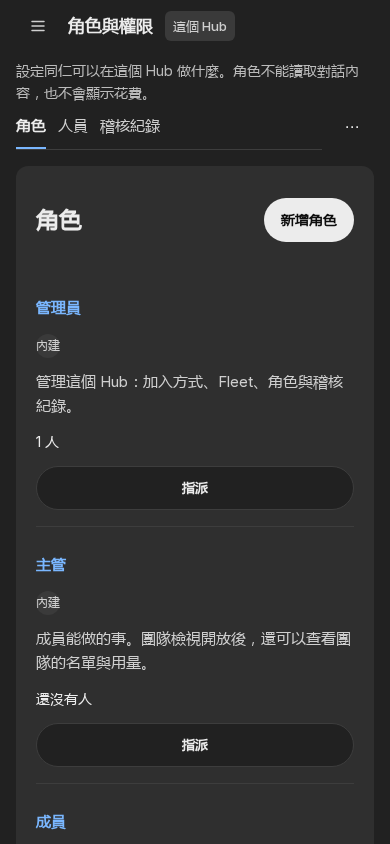 角色與權限
這個 Hub
設定同仁可以在這個 Hub 做什麼。角色不能讀取對話內
容，也不會顯示花費。
角色
人員
稽核紀錄
角色
新增角色
管理員
內建
管理這個 Hub：加入方式、Fleet、角色與稽核
紀錄。
1 人
指派
主管
內建
成員能做的事。團隊檢視開放後，還可以查看團
隊的名單與用量。
還沒有人
指派
成員